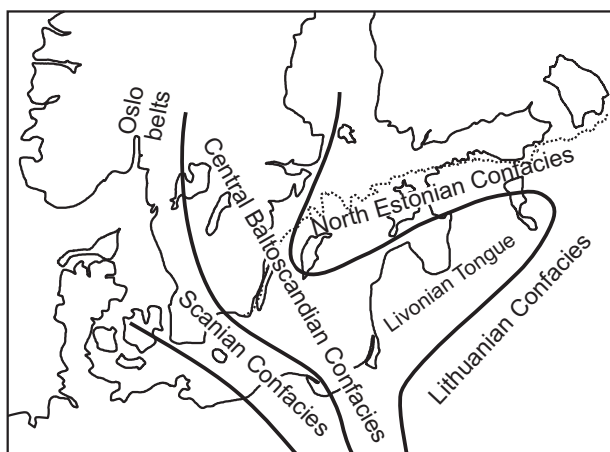 Oslo
belts
Central Baltoscandian Confacies
North Estonian Confacies
Scanian Confacies
Livonian Tongue
Lithuanian Confacies